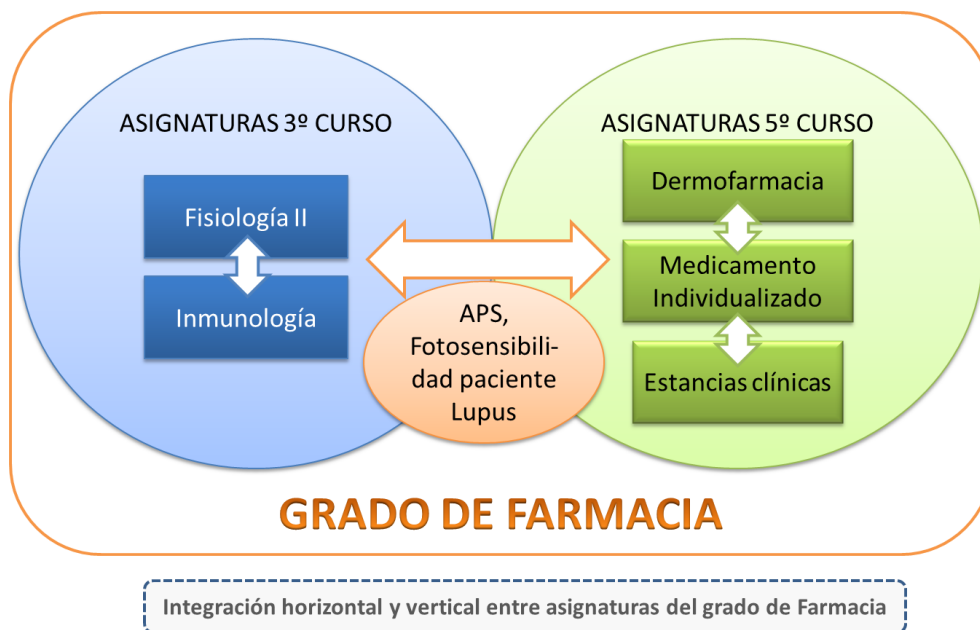 ASIGNATURAS 3º CURSO
Fisiología II
Inmunología
APS,
Fotosensibili-
dad paciente
Lupus
ASIGNATURAS 5º CURSO
Dermofarmacia
Medicamento
Individualizado
Estancias clínicas
GRADO DE FARMACIA
Integración horizontal y vertical entre asignaturas del grado de Farmacia